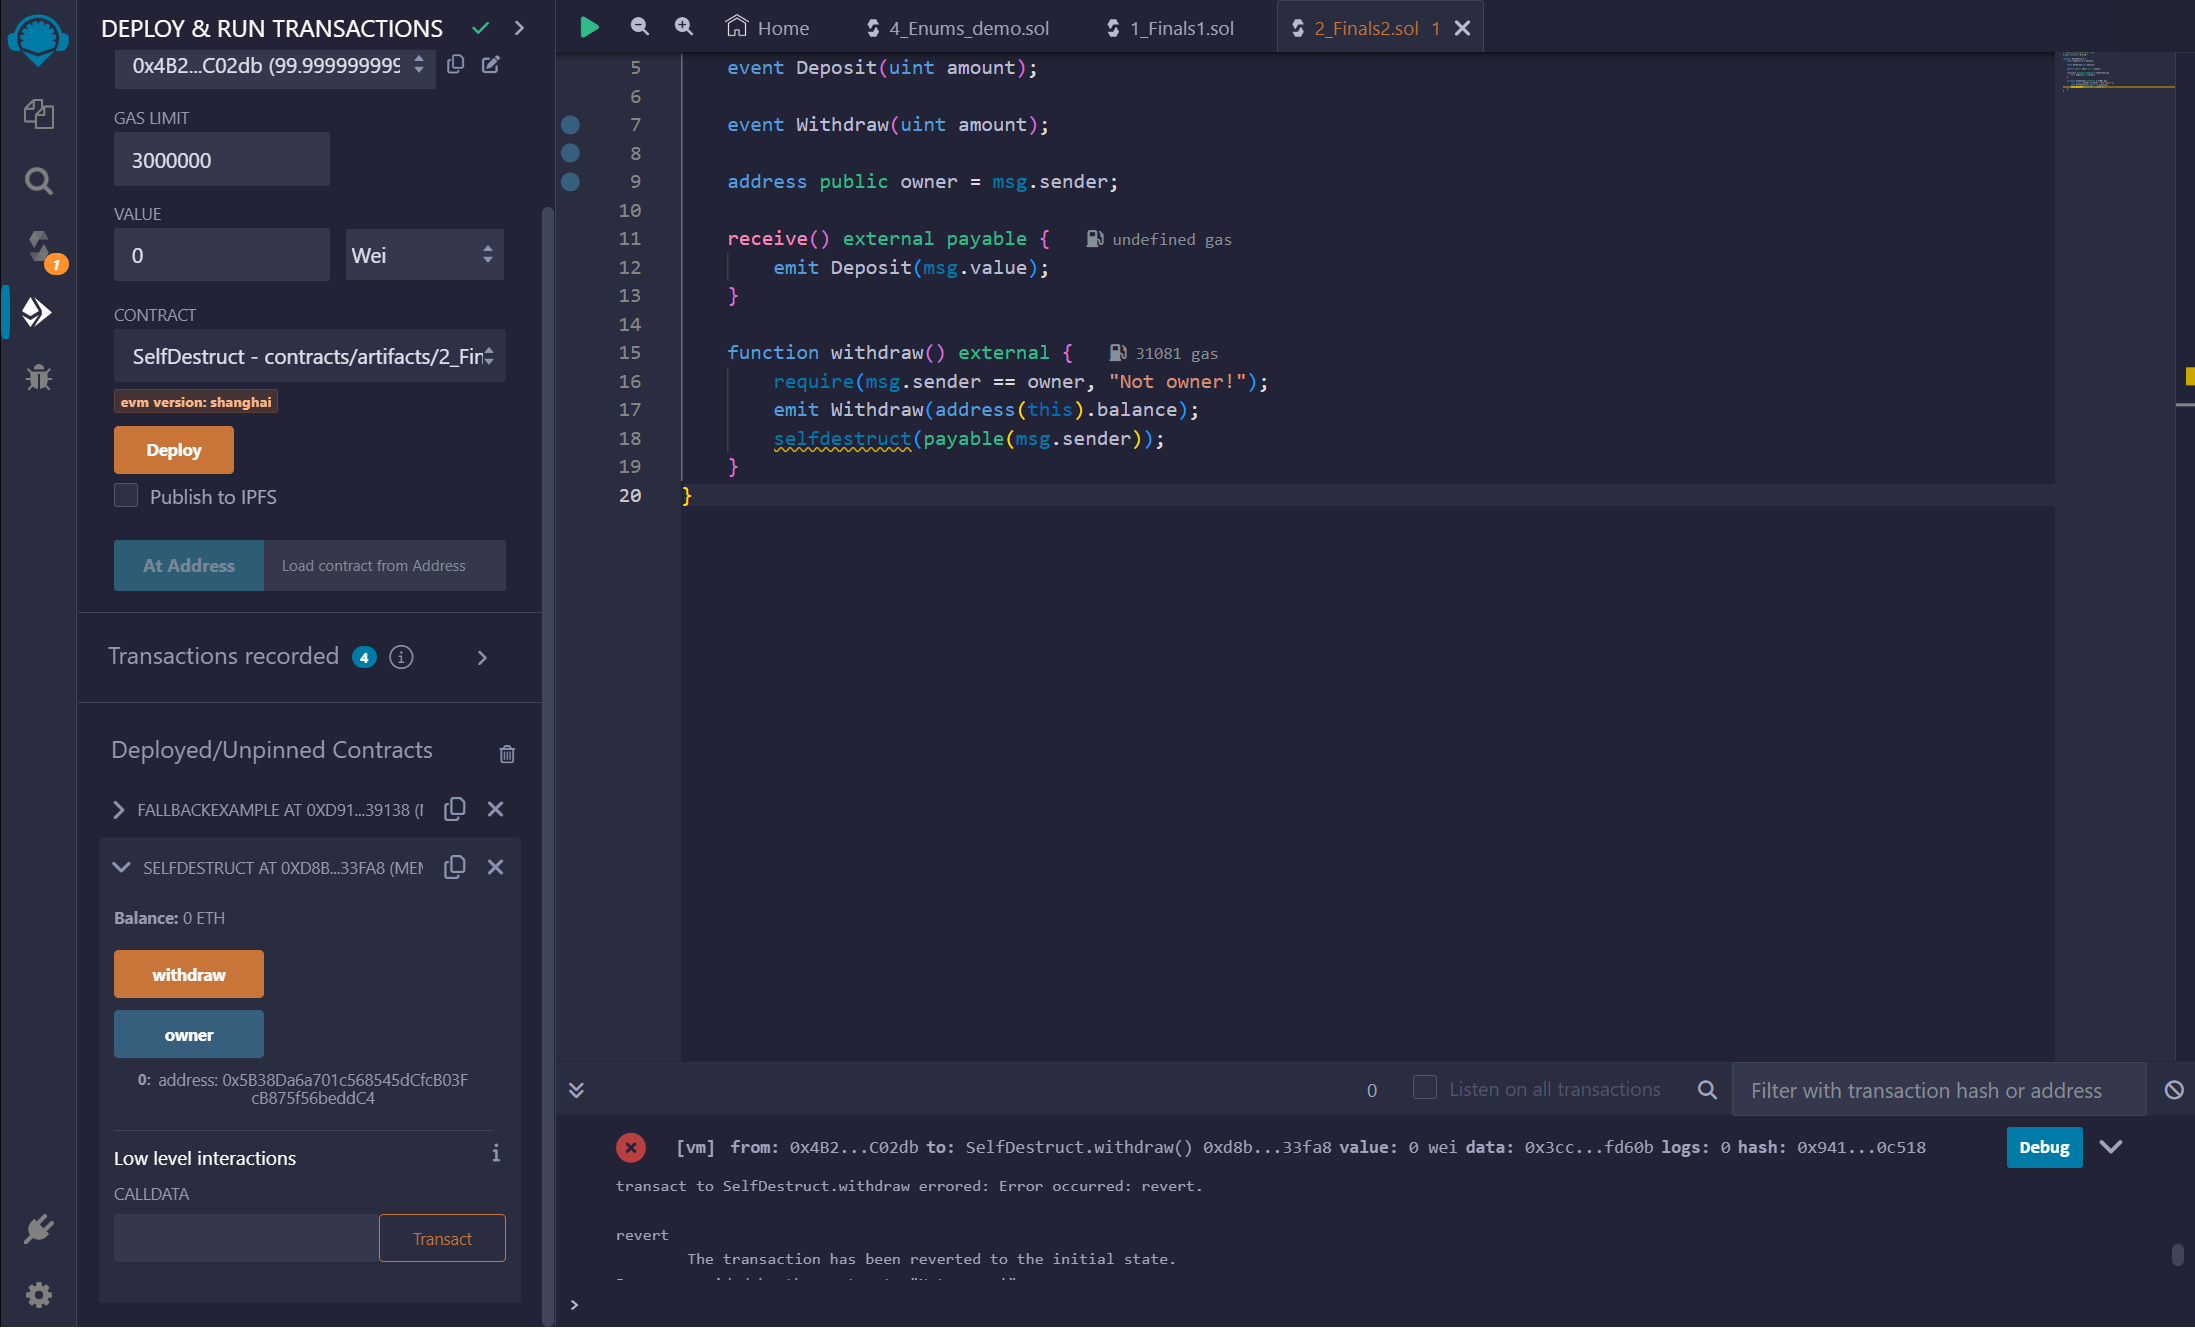 DEPLOY & RUN TRANSACTIONS
0x4B2...C02db (99.999999999
GAS LIMIT
3000000
VALUE
0
Wei
CONTRACT
SelfDestruct - contracts/artifacts/2_Fin
evm version: shanghai
Deploy
Publish to IPFS
At Address
Load contract from Address
Transactions recorded 4
Deployed/Unpinned Contracts
FALLBACKEXAMPLE AT 0XD91...39138 (
SELFDESTRUCT AT 0XD8B...33FA8 (MEM
Balance: 0 ETH
withdraw
owner
0: address: 0x5B38Da6a701c568545dCfcB03F
cB875f56beddC4
Low level interactions
CALLDATA
Transact
1
Home
4_Enums_demo.sol
1_Finals1.sol
2_Finals2.sol 1
5 event Deposit(uint amount);
6
7 event Withdraw(uint amount);
8
9 address public owner = msg.sender;
10
11 receive() external payable { undefined gas
12 emit Deposit(msg.value);
13 }
14
15 function withdraw() external { 31081 gas
16 require(msg.sender == owner, "Not owner!");
17 emit Withdraw(address(this).balance);
18 selfdestruct(payable(msg.sender));
19 }
20 }
0
Listen on all transactions
Filter with transaction hash or address
[vm] from: 0x4B2...C02db to: SelfDestruct.withdraw() 0xd8b...33fa8 value: 0 wei data: 0x3cc...fd60b logs: 0 hash: 0x941...0c518
Debug
transact to SelfDestruct.withdraw errored: Error occurred: revert.
revert
The transaction has been reverted to the initial state.
>